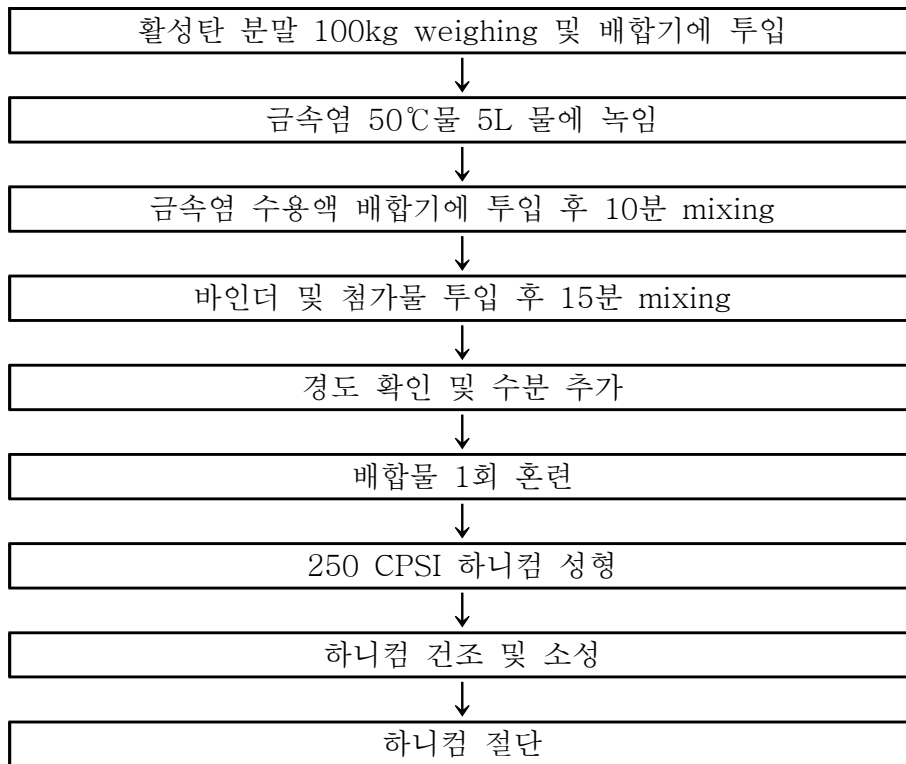 활성탄 분말 100kg weighing 및 배합기에 투입
금속염 50℃물 5L 물에 녹임
금속염 수용액 배합기에 투입 후 10분 mixing
바인더 및 첨가물 투입 후 15분 mixing
경도 확인 및 수분 추가
배합물 1회 혼련
250 CPSI 하니컴 성형
하니컴 건조 및 소성
하니컴 절단